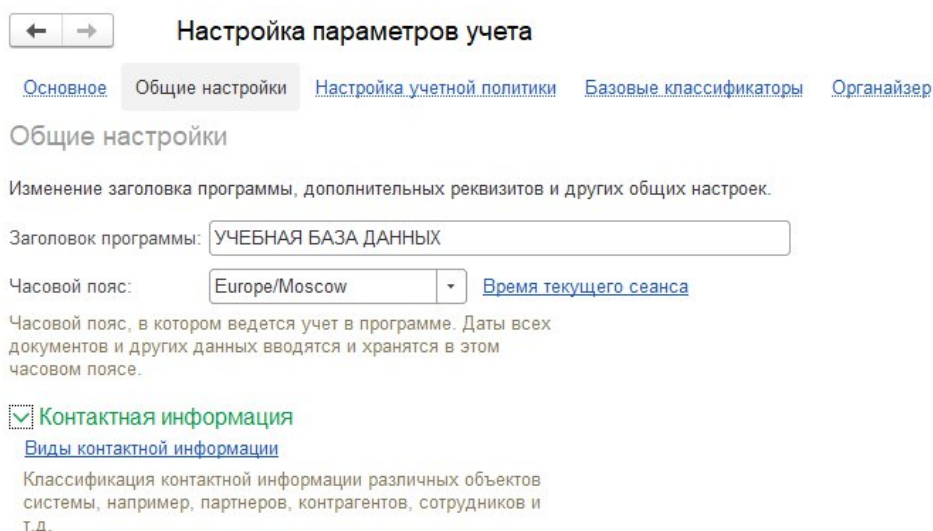 Настройка параметров учета
Основное Общие настройки Настройка учетной политики Базовые классификаторы Органайзер
Общие настройки
Изменение заголовка программы, дополнительных реквизитов и других общих настроек.
Заголовок программы: УЧЕБНАЯ БАЗА ДАННЫХ
Часовой пояс: Europe/Moscow Время текущего сеанса
Часовой пояс, в котором ведется учет в программе. Даты всех
документов и других данных вводятся и хранятся в этом
часовом поясе.
Контактная информация
Виды контактной информации
Классификация контактной информации различных объектов
системы, например, партнеров, контрагентов, сотрудников и
т.д.